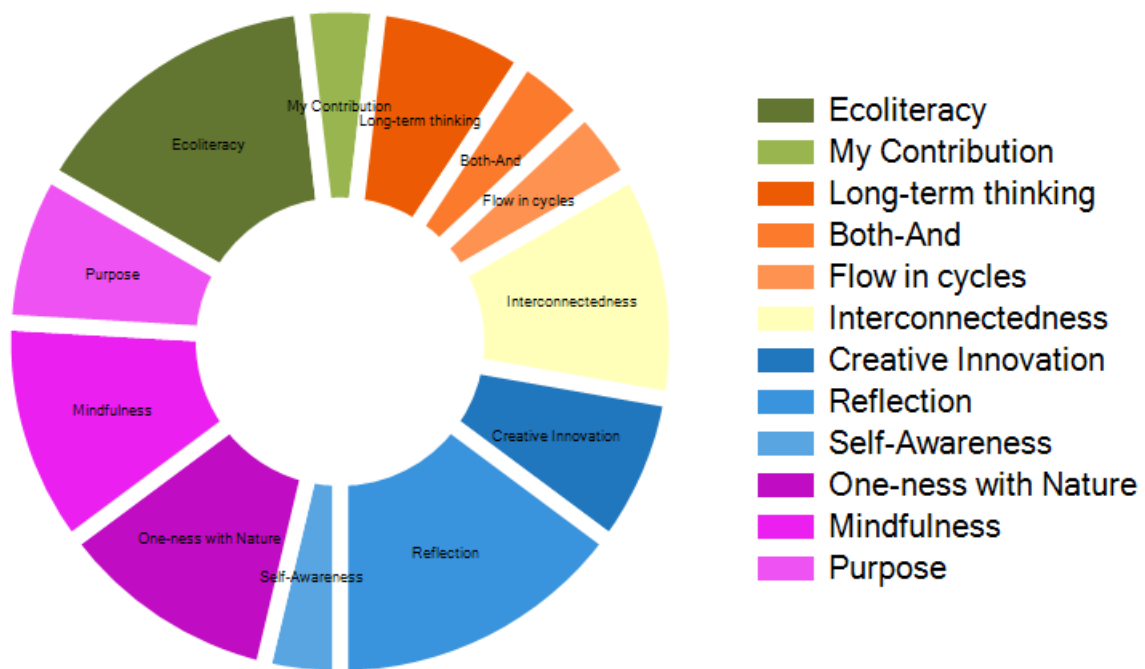 My Contribution
Long-term thinking
Ecoliteracy
Both-And
Flow in cycles
Purpose
Interconnectedness
Mindfulness
Creative Innovation
One-ness with Nature
Reflection
Self-Awareness
Ecoliteracy
My Contribution
Long-term thinking
Both-And
Flow in cycles
Interconnectedness
Creative Innovation
Reflection
Self-Awareness
One-ness with Nature
Mindfulness
Purpose